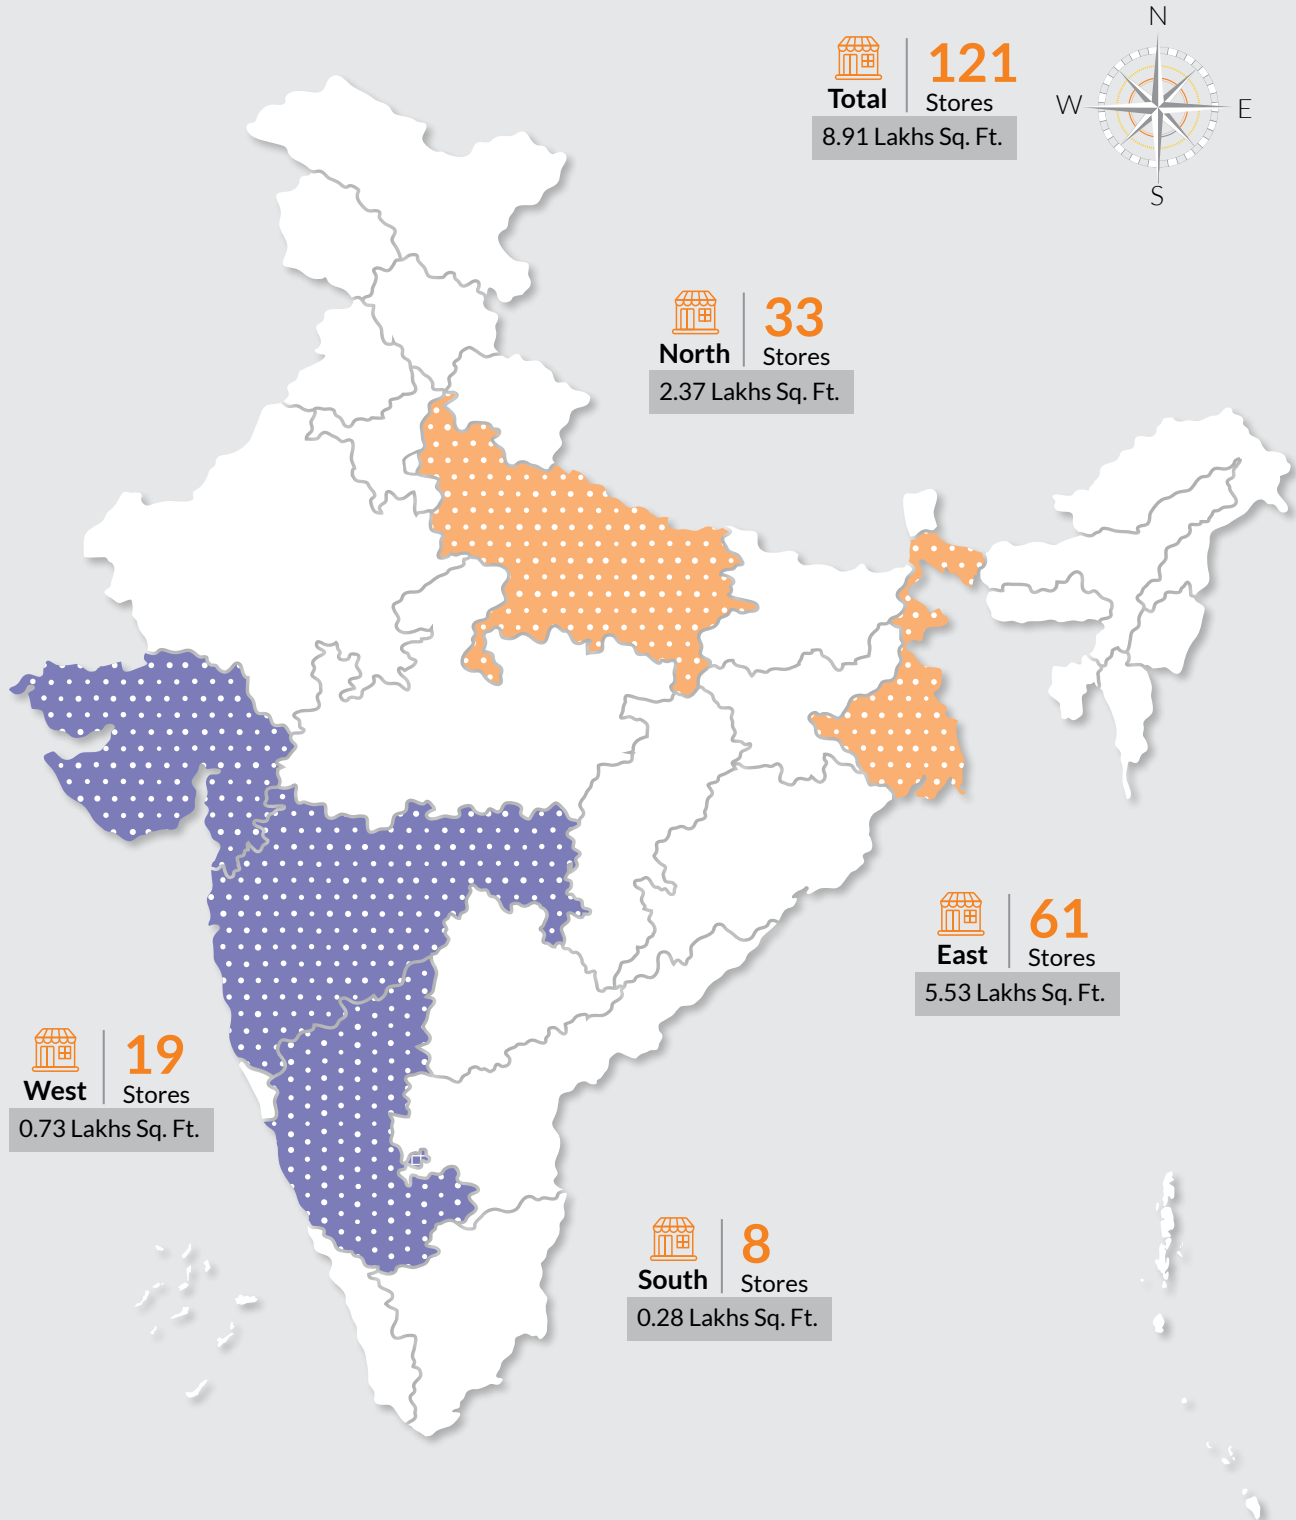 N
W
E
S
121
Total
Stores
8.91 Lakhs Sq. Ft.
33
North
Stores
2.37 Lakhs Sq. Ft.
61
East
Stores
5.53 Lakhs Sq. Ft.
19
West
Stores
0.73 Lakhs Sq. Ft.
8
South
Stores
0.28 Lakhs Sq. Ft.